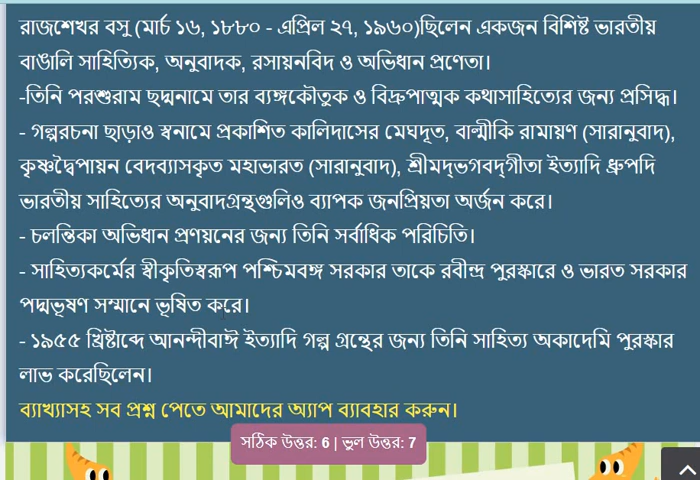 রাজশেখর বসু (মার্চ ১৬, ১৮৮০ - এপ্রিল ২৭, ১৯৬০)ছিলেন একজন বিশিষ্ট ভারতীয়
বাঙালি সাহিত্যিক, অনুবাদক, রসায়নবিদ ও অভিধান প্রণেতা।
-তিনি পরশুরাম ছদ্মনামে তার ব্যঙ্গকৌতুক ও বিদ্রুপাত্মক কথাসাহিত্যের জন্য প্রসিদ্ধ।
- গল্পরচনা ছাড়াও স্বনামে প্রকাশিত কালিদাসের মেঘদূত, বাল্মীকি রামায়ণ (সারানুবাদ),
কৃষ্ণদ্বৈপায়ন বেদব্যাসকৃত মহাভারত (সারানুবাদ), শ্রীমদ্‌ভগবদ্‌গীতা ইত্যাদি ধ্রুপদি
ভারতীয় সাহিত্যের অনুবাদগ্রন্থগুলিও ব্যাপক জনপ্রিয়তা অর্জন করে।
- চলন্তিকা অভিধান প্রণয়নের জন্য তিনি সর্বাধিক পরিচিতি।
- সাহিত্যকর্মের স্বীকৃতিস্বরূপ পশ্চিমবঙ্গ সরকার তাকে রবীন্দ্র পুরস্কারে ও ভারত সরকার
পদ্মভূষণ সম্মানে ভূষিত করে।
- ১৯৫৫ খ্রিষ্টাব্দে আনন্দীবাঈ ইত্যাদি গল্প গ্রন্থের জন্য তিনি সাহিত্য অকাদেমি পুরস্কার
লাভ করেছিলেন।
ব্যাখ্যাসহ সব প্রশ্ন পেতে আমাদের অ্যাপ ব্যাবহার করুন।
সঠিক উত্তর: 6 | ভুল উত্তর: 7